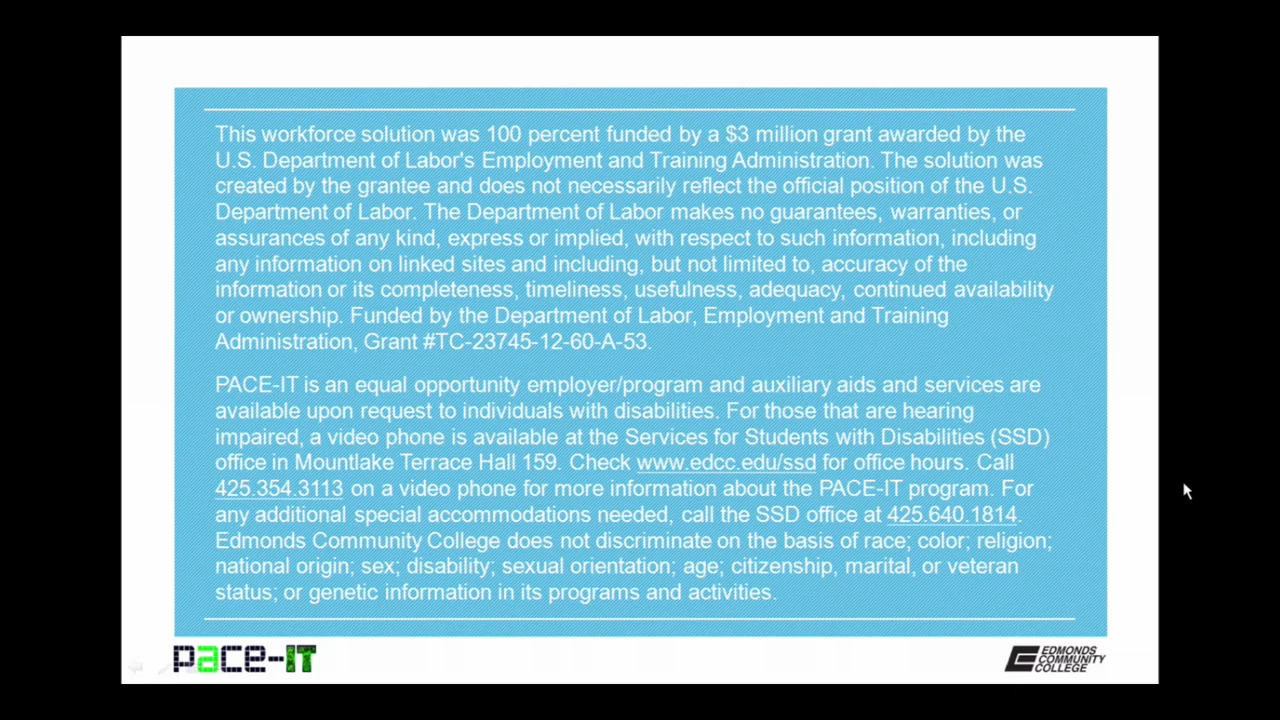 This workforce solution was 100 percent funded by a $3 million grant awarded by the
U.S. Department of Labor's Employment and Training Administration. The solution was
created by the grantee and does not necessarily reflect the official position of the U.S.
Department of Labor. The Department of Labor makes no guarantees, warranties, or
assurances of any kind, express or implied, with respect to such information, including
any information on linked sites and including, but not limited to, accuracy of the
information or its completeness, timeliness, usefulness, adequacy, continued availability
or ownership. Funded by the Department of Labor, Employment and Training
Administration, Grant #TC-23745-12-60-A-53.
PACE-IT is an equal opportunity employer/program and auxiliary aids and services are
available upon request to individuals with disabilities. For those that are hearing
impaired, a video phone is available at the Services for Students with Disabilities (SSD)
office in Mountlake Terrace Hall 159. Check www.edcc.edu/ssd for office hours. Call
425.354.3113 on a video phone for more information about the PACE-IT program. For
any additional special accommodations needed, call the SSD office at 425.640.1814.
Edmonds Community College does not discriminate on the basis of race; color; religion;
national origin; sex; disability; sexual orientation; age; citizenship, marital, or veteran
status; or genetic information in its programs and activities.
pace-IT
EDMONDS
COMMUNITY
COLLEGE